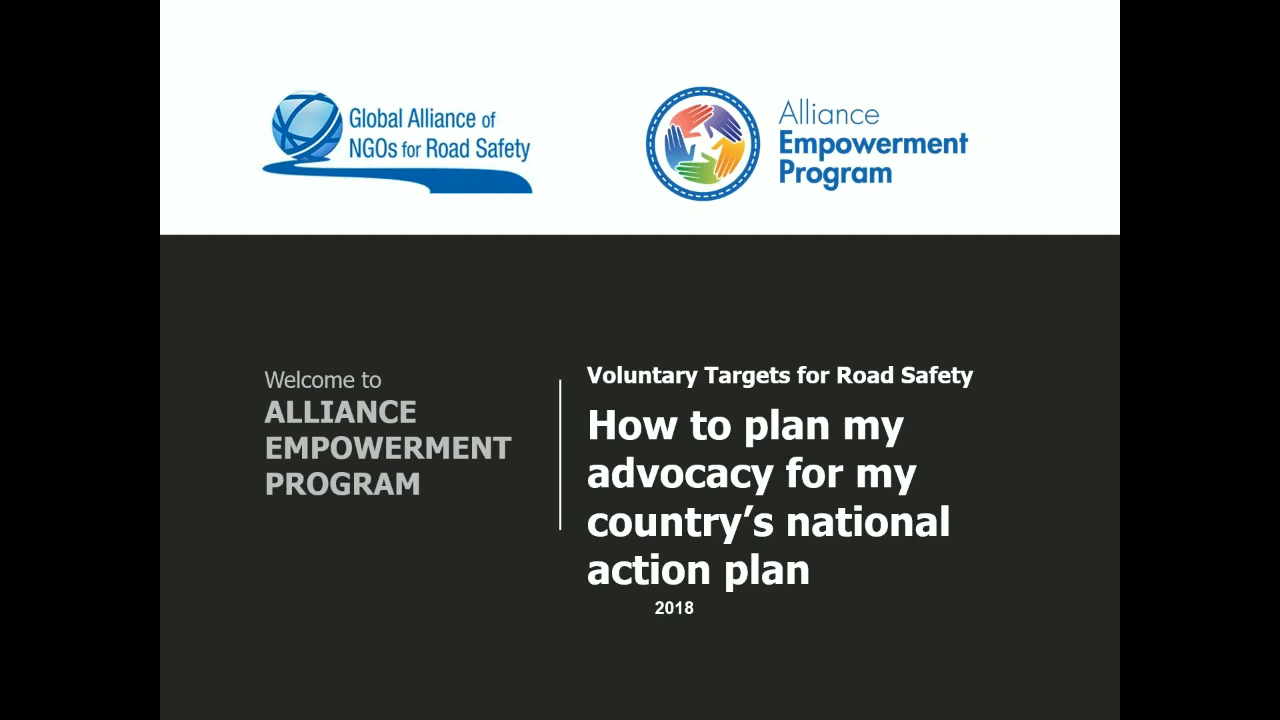 Global Alliance of
NGOs for Road Safety
Alliance
Empowerment
Program
Welcome to
ALLIANCE
EMPOWERMENT
PROGRAM
Voluntary Targets for Road Safety
How to plan my
advocacy for my
country’s national
action plan
2018